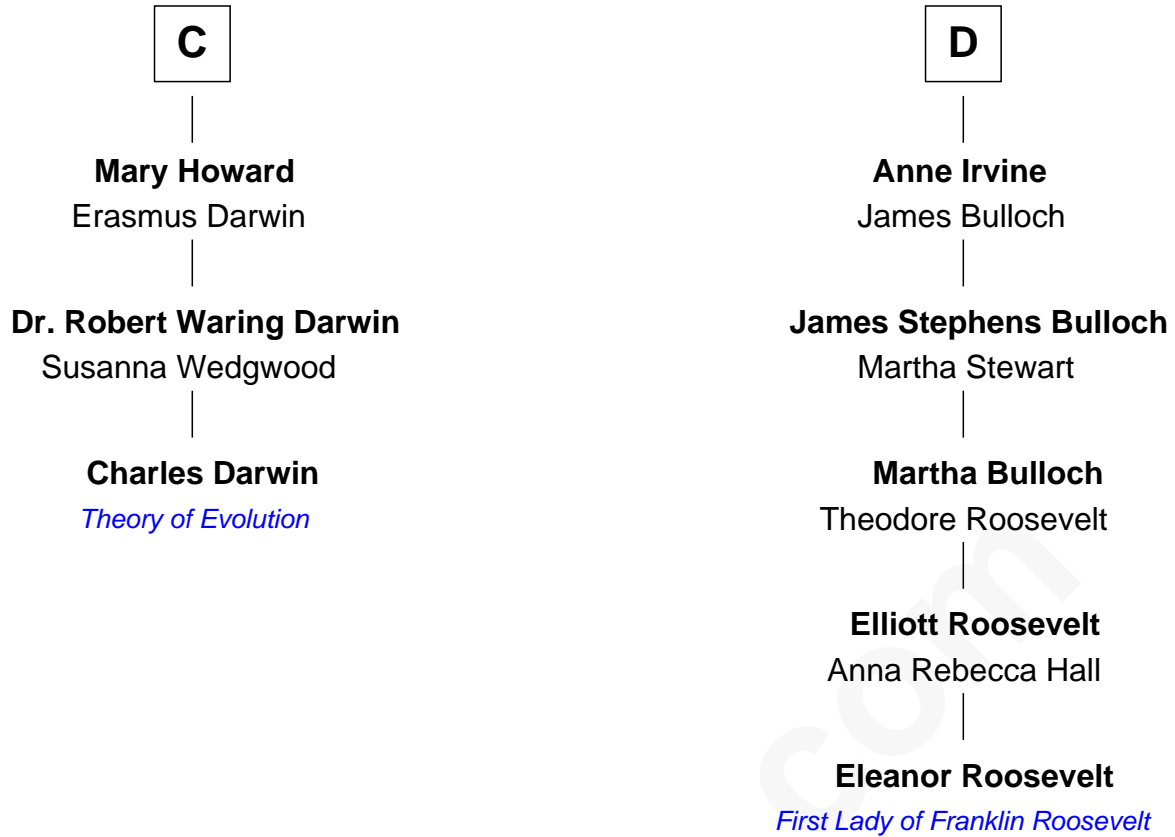 C
Mary Howard
Erasmus Darwin
Dr. Robert Waring Darwin
Susanna Wedgwood
Charles Darwin
Theory of Evolution
D
Anne Irvine
James Bulloch
James Stephens Bulloch
Martha Stewart
Martha Bulloch
Theodore Roosevelt
Elliott Roosevelt
Anna Rebecca Hall
Eleanor Roosevelt
First Lady of Franklin Roosevelt
com